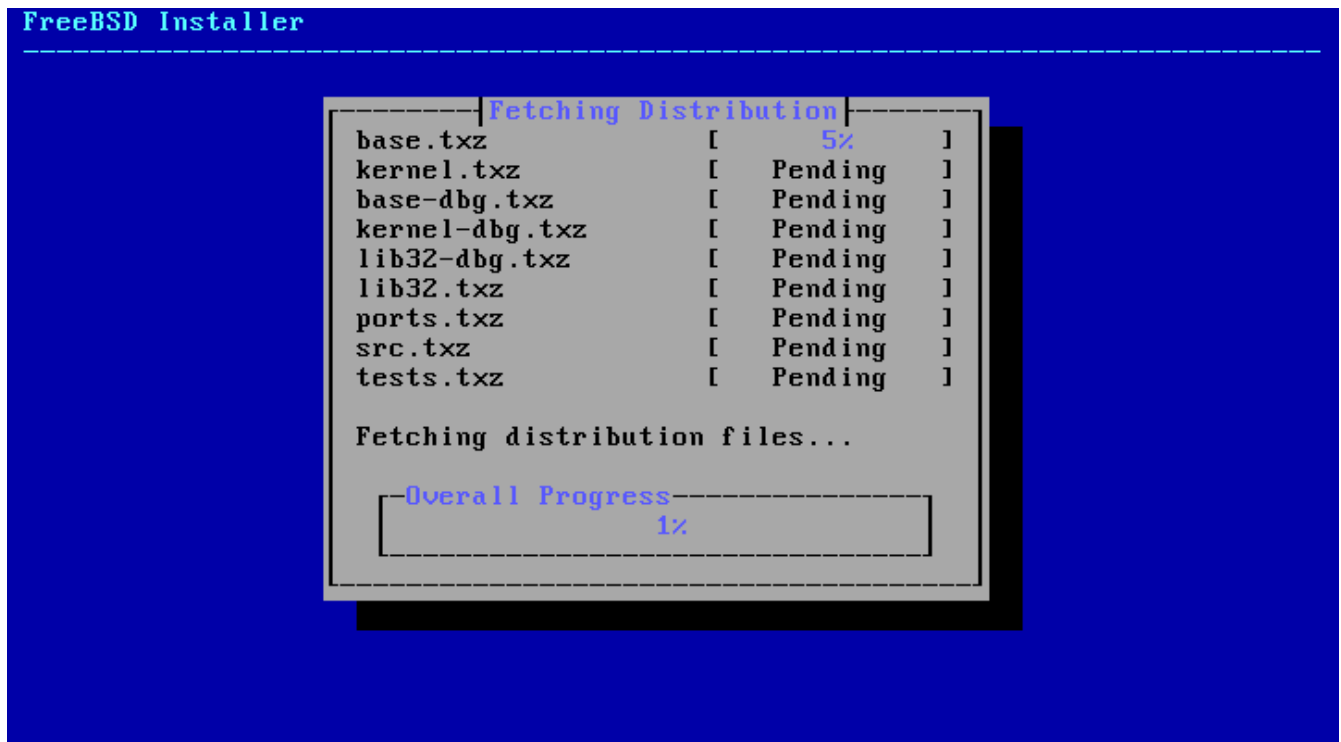 FreeBSD Installer
Fetching Distribution
base.txz [ 5% ]
kernel.txz [ Pending ]
base-dbg.txz [ Pending ]
kernel-dbg.txz [ Pending ]
lib32-dbg.txz [ Pending ]
lib32.txz [ Pending ]
ports.txz [ Pending ]
src.txz [ Pending ]
tests.txz [ Pending ]
Fetching distribution files...
Overall Progress
1%